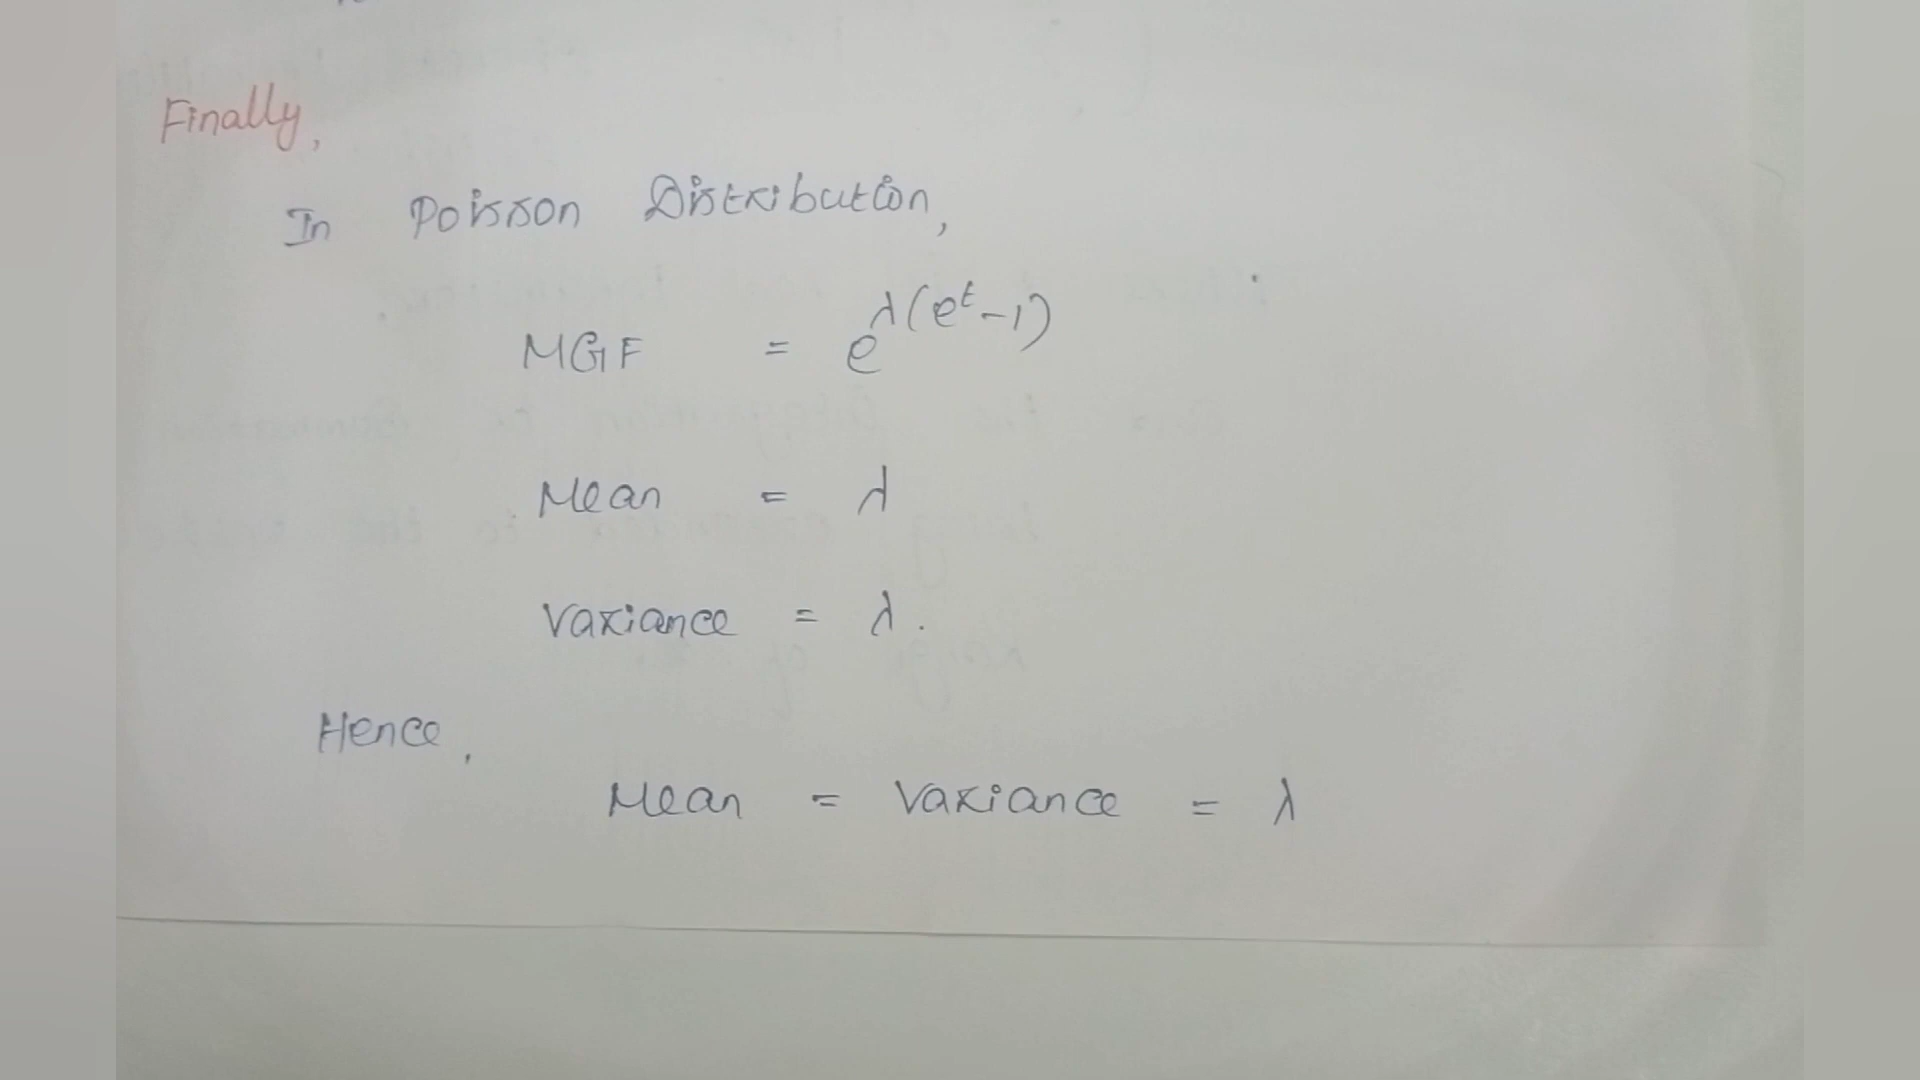 Finally,
In Poisson Distribution,
MGF = e^λ(e^t-1)
Mean = λ
Variance = λ.
Hence,
Mean = Variance = λ